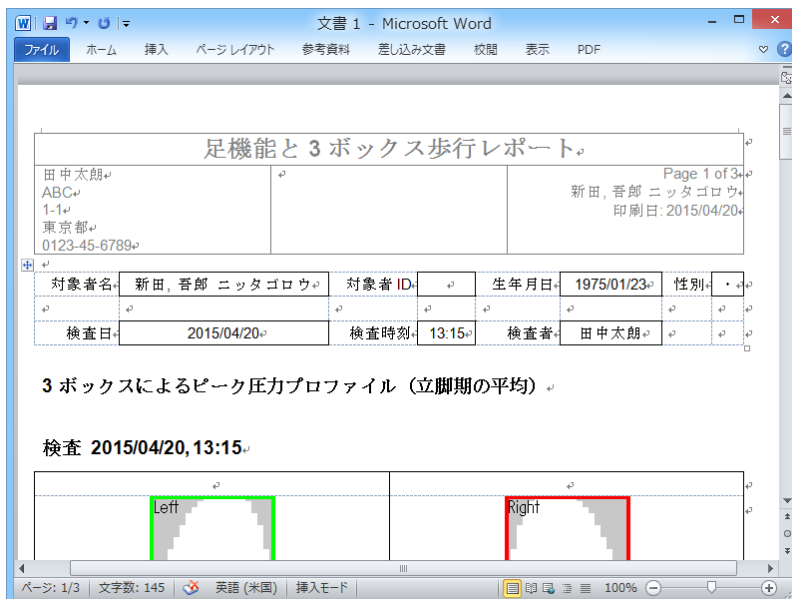 文書 1 - Microsoft Word
ファイル ホーム 挿入 ページ レイアウト 参考資料 差し込み文書 校閲 表示 PDF
足機能と 3 ボックス歩行レポート
田中太朗
ABC
1-1
東京都
0123-45-6789
Page 1 of 3
新田, 吾郎 ニッタゴロウ
印刷日: 2015/04/20
対象者名 新田, 吾郎 ニッタゴロウ 対象者 ID 生年月日 1975/01/23 性別 ・
検査日 2015/04/20 検査時刻 13:15 検査者 田中太朗
3 ボックスによるピーク圧力プロファイル（立脚期の平均）
検査 2015/04/20, 13:15
Left Right
ページ: 1/3 文字数: 145 英語 (米国) 挿入モード 100%